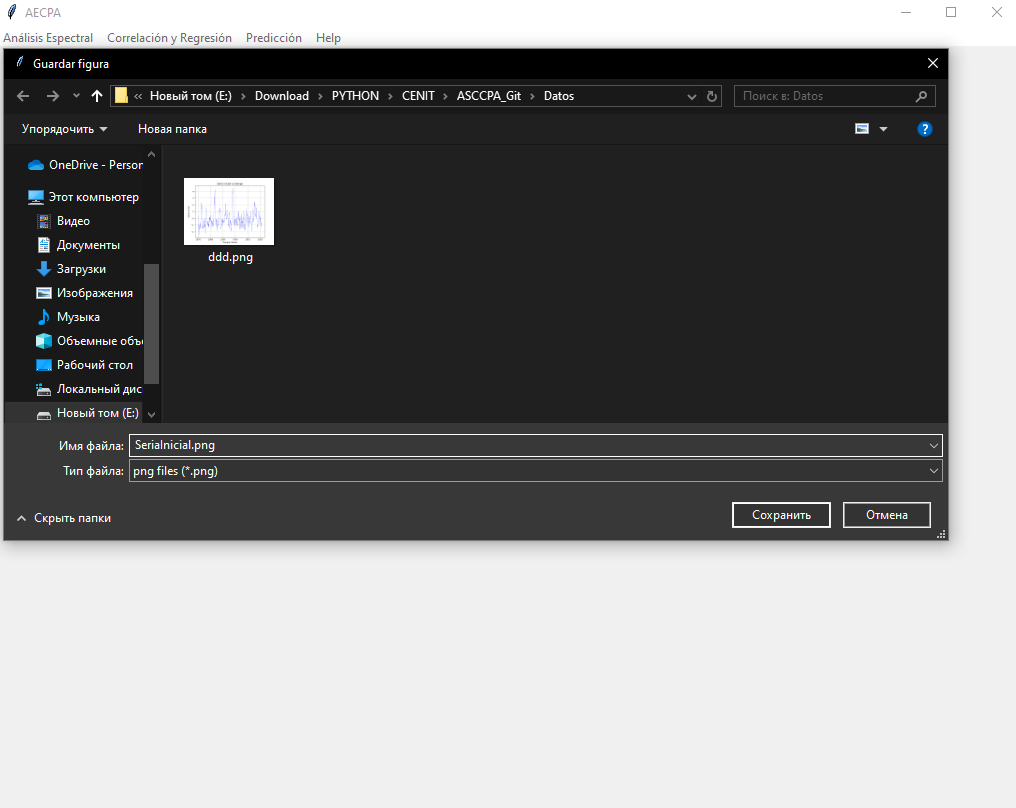 AECPA
Análisis Espectral Correlación y Regresión Predicción Help
Guardar figura
« Новый том (E:) › Download › PYTHON › CENIT › ASCCPA_Git › Datos
Поиск в: Datos
Упорядочить Новая папка
OneDrive - Person
Этот компьютер
Видео
Документы
Загрузки
Изображения
Музыка
Объемные объ
Рабочий стол
Локальный дис
Новый том (E:)
ddd.png
Имя файла: SeriaInicial.png
Тип файла: png files (*.png)
Скрыть папки
Сохранить Отмена